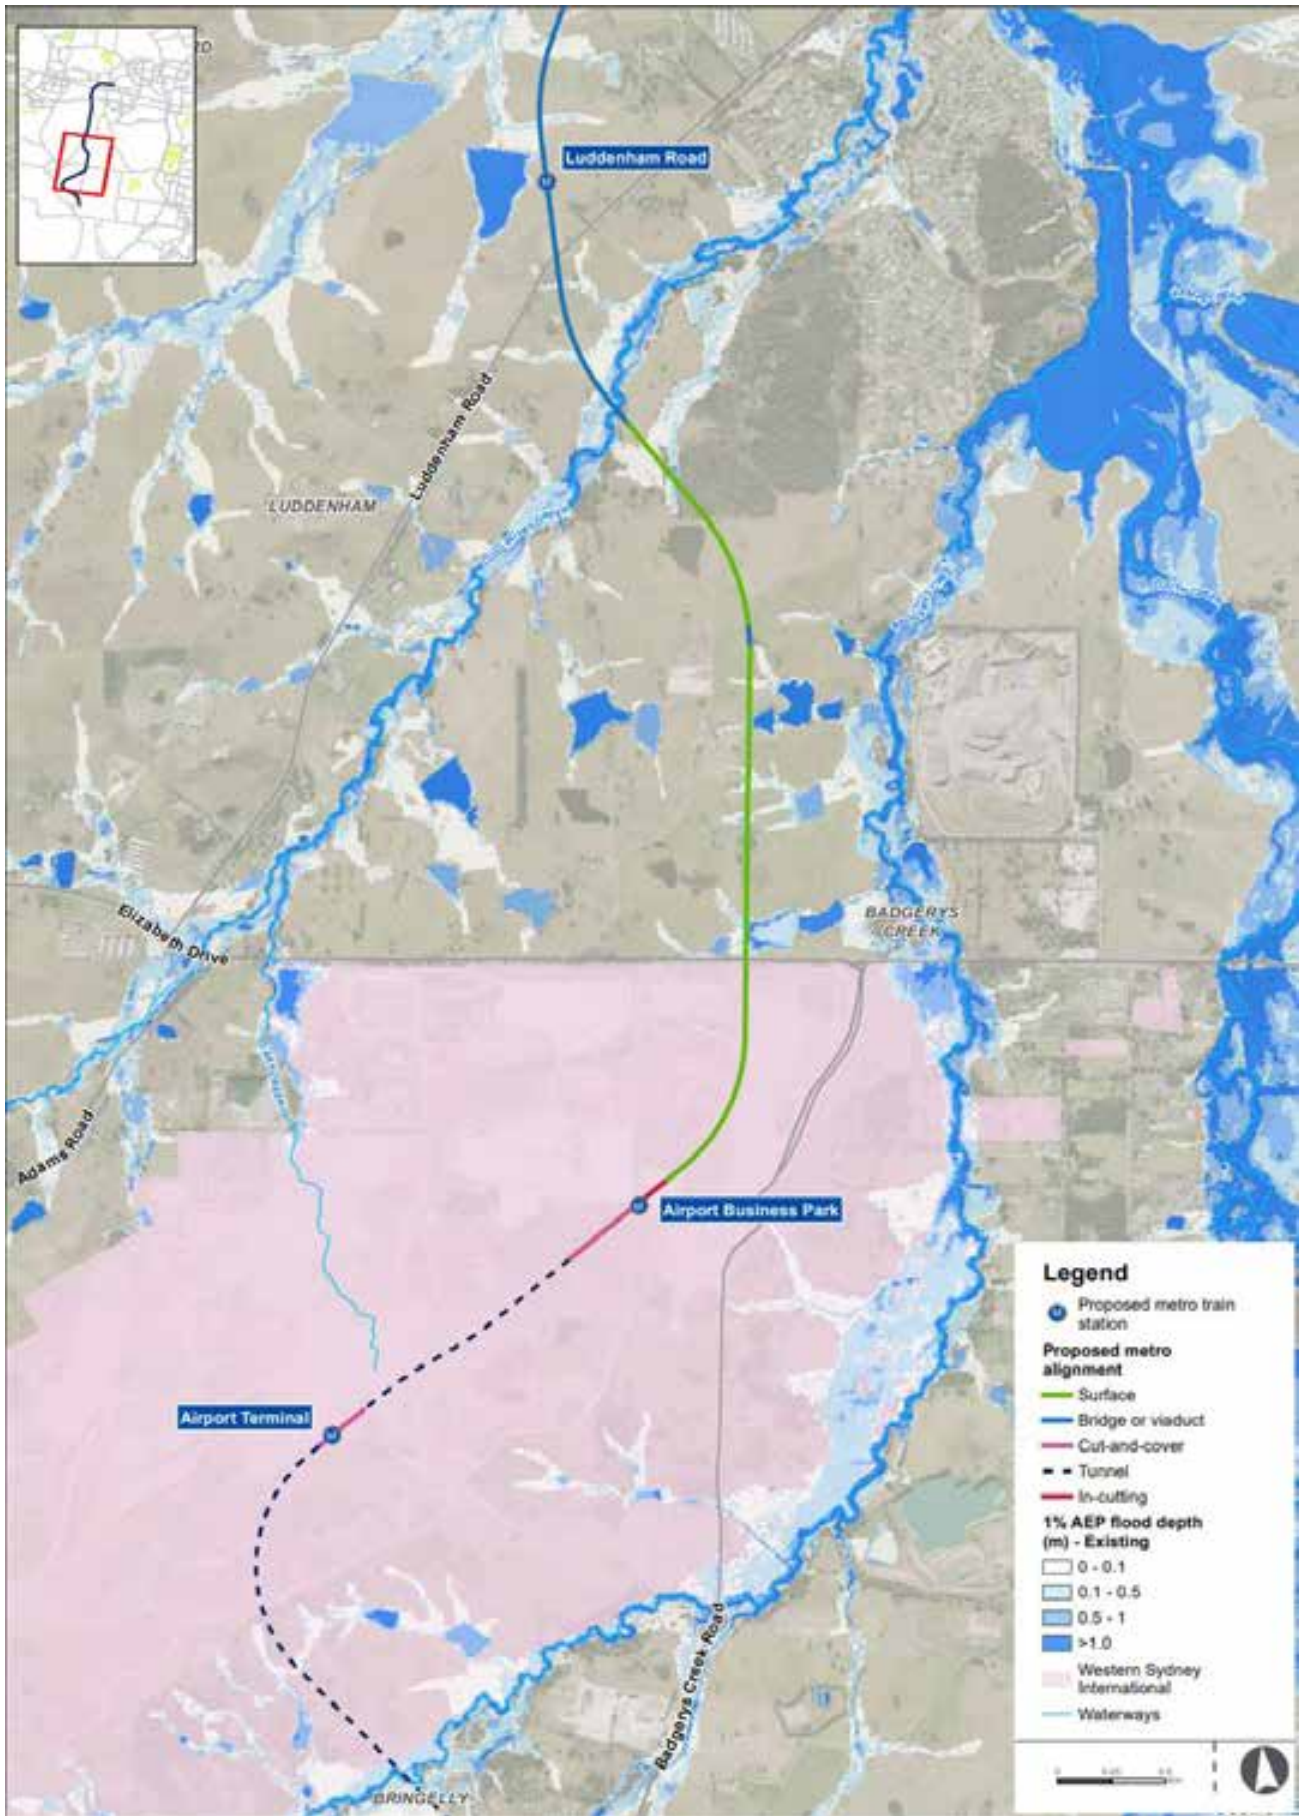 RD
Luddenham Road
Luddenham Road
LUDDENHAM
Elizabeth Drive
BADGERYS
CREEK
Adams Road
Airport Business Park
Airport Terminal
Badgerys Creek Road
BRINGELLY
Legend
Proposed metro train
station
Proposed metro
alignment
Surface
Bridge or viaduct
Cut-and-cover
Tunnel
In-cutting
1% AEP flood depth
(m) - Existing
0 - 0.1
0.1 - 0.5
0.5 - 1
>1.0
Western Sydney
International
Waterways